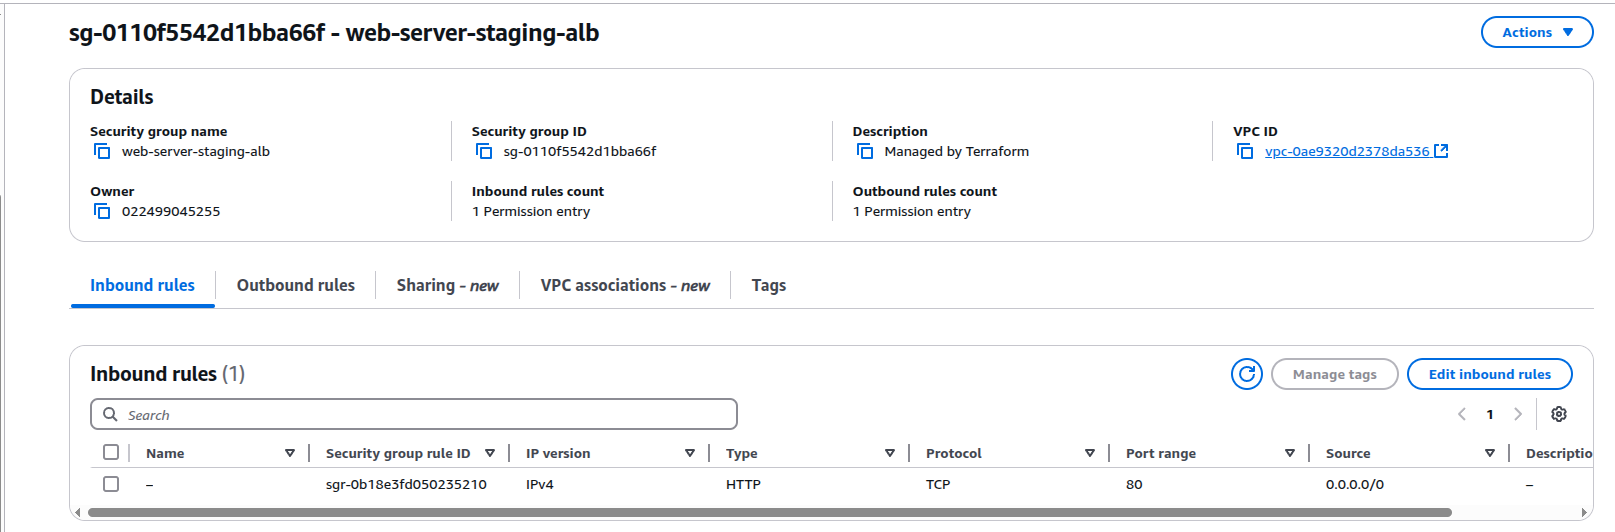 sg-0110f5542d1bba66f - web-server-staging-alb
Actions
Details
Security group name
web-server-staging-alb
Security group ID
sg-0110f5542d1bba66f
Description
Managed by Terraform
VPC ID
vpc-0ae9320d2378da536
Owner
022499045255
Inbound rules count
1 Permission entry
Outbound rules count
1 Permission entry
Inbound rules
Outbound rules
Sharing - new
VPC associations - new
Tags
Inbound rules (1)
Manage tags
Edit inbound rules
Search
1
Name
Security group rule ID
IP version
Type
Protocol
Port range
Source
Descriptio
–
sgr-0b18e3fd050235210
IPv4
HTTP
TCP
80
0.0.0.0/0
–